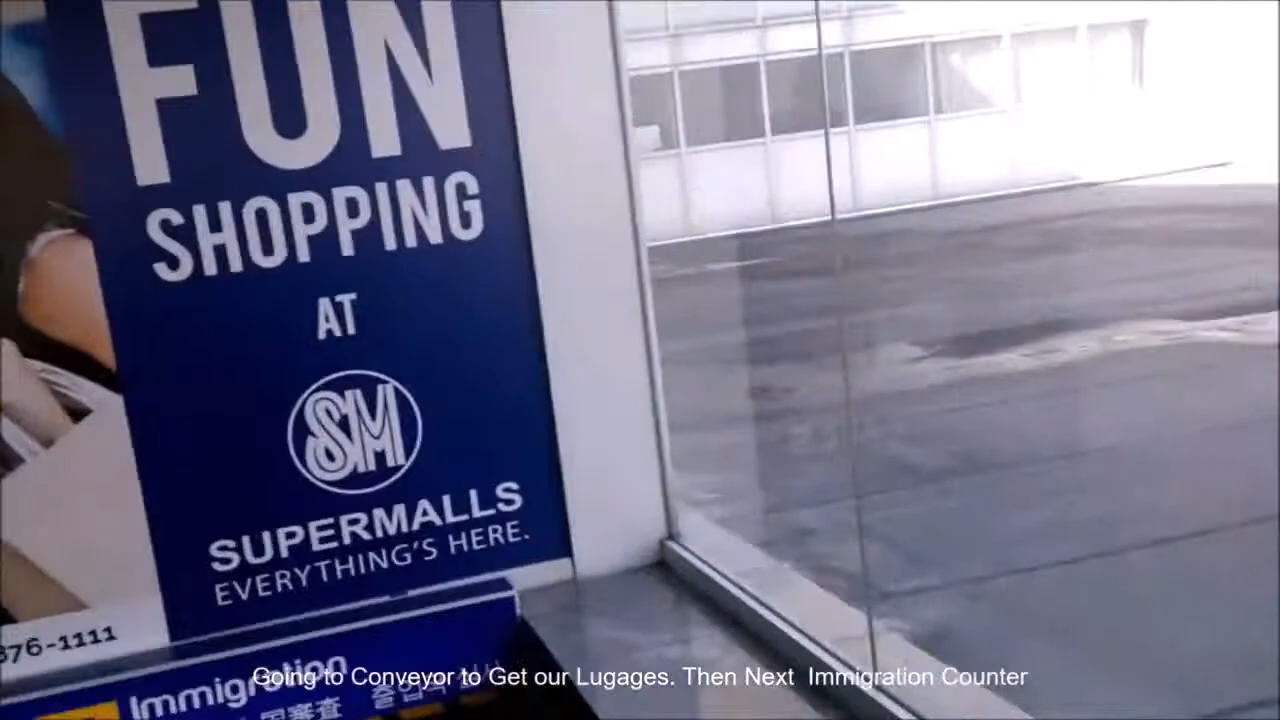 FUN
SHOPPING
AT
SM
SUPERMALLS
EVERYTHING'S HERE.
876-1111
Immigration
Going to Conveyor to Get our Lugages. Then Next Immigration Counter